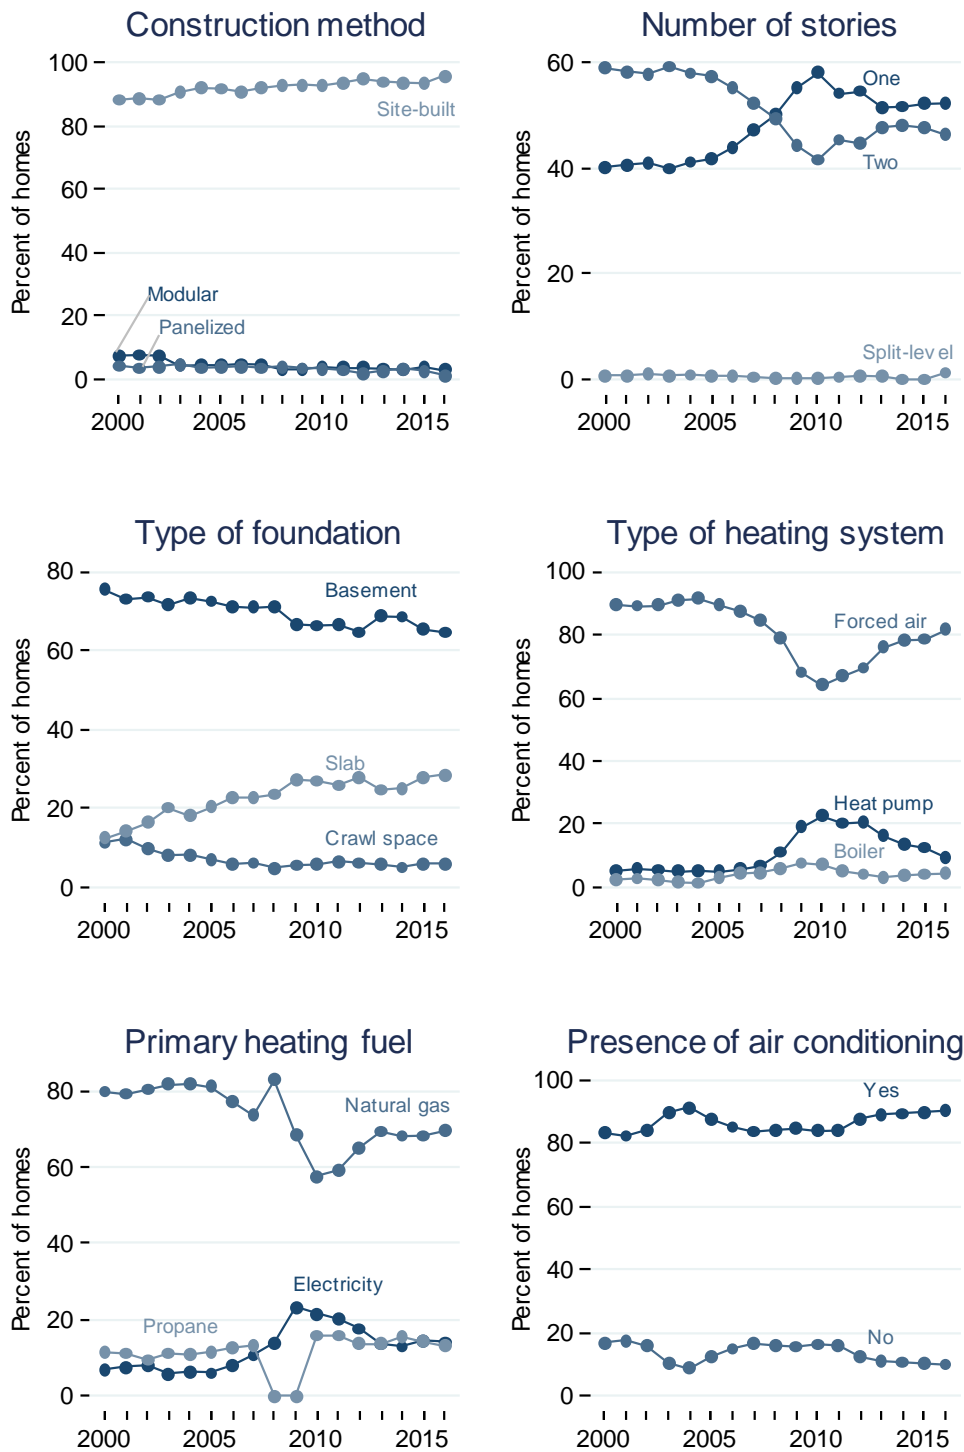 Construction method
Percent of homes
100
80
60
40
20
0
Site-built
Modular
Panelized
2000 2005 2010 2015
Number of stories
Percent of homes
60
40
20
0
One
Two
Split-level
2000 2005 2010 2015
Type of foundation
Percent of homes
80
60
40
20
0
Basement
Slab
Crawl space
2000 2005 2010 2015
Type of heating system
Percent of homes
100
80
60
40
20
0
Forced air
Heat pump
Boiler
2000 2005 2010 2015
Primary heating fuel
Percent of homes
80
60
40
20
0
Natural gas
Electricity
Propane
2000 2005 2010 2015
Presence of air conditioning
Percent of homes
100
80
60
40
20
0
Yes
No
2000 2005 2010 2015